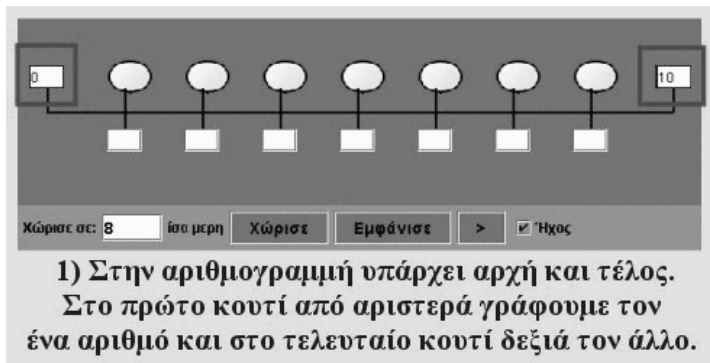 0 10
Χώρισε σε: 8 ίσα μερη Χώρισε Εμφάνισε > Ήχος
1) Στην αριθμογραμμή υπάρχει αρχή και τέλος.
Στο πρώτο κουτί από αριστερά γράφουμε τον
ένα αριθμό και στο τελευταίο κουτί δεξιά τον άλλο.